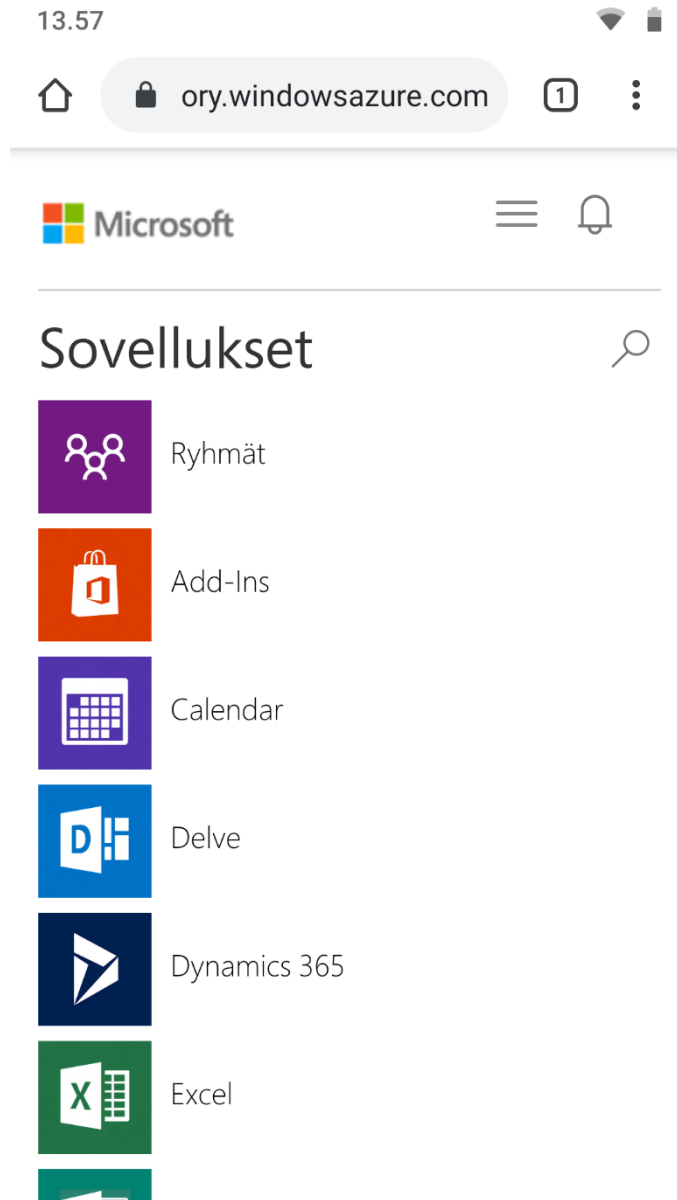 13.57
ory.windowsazure.com
1
Microsoft
Sovellukset
Ryhmät
Add-Ins
Calendar
D
Delve
Dynamics 365
X
Excel